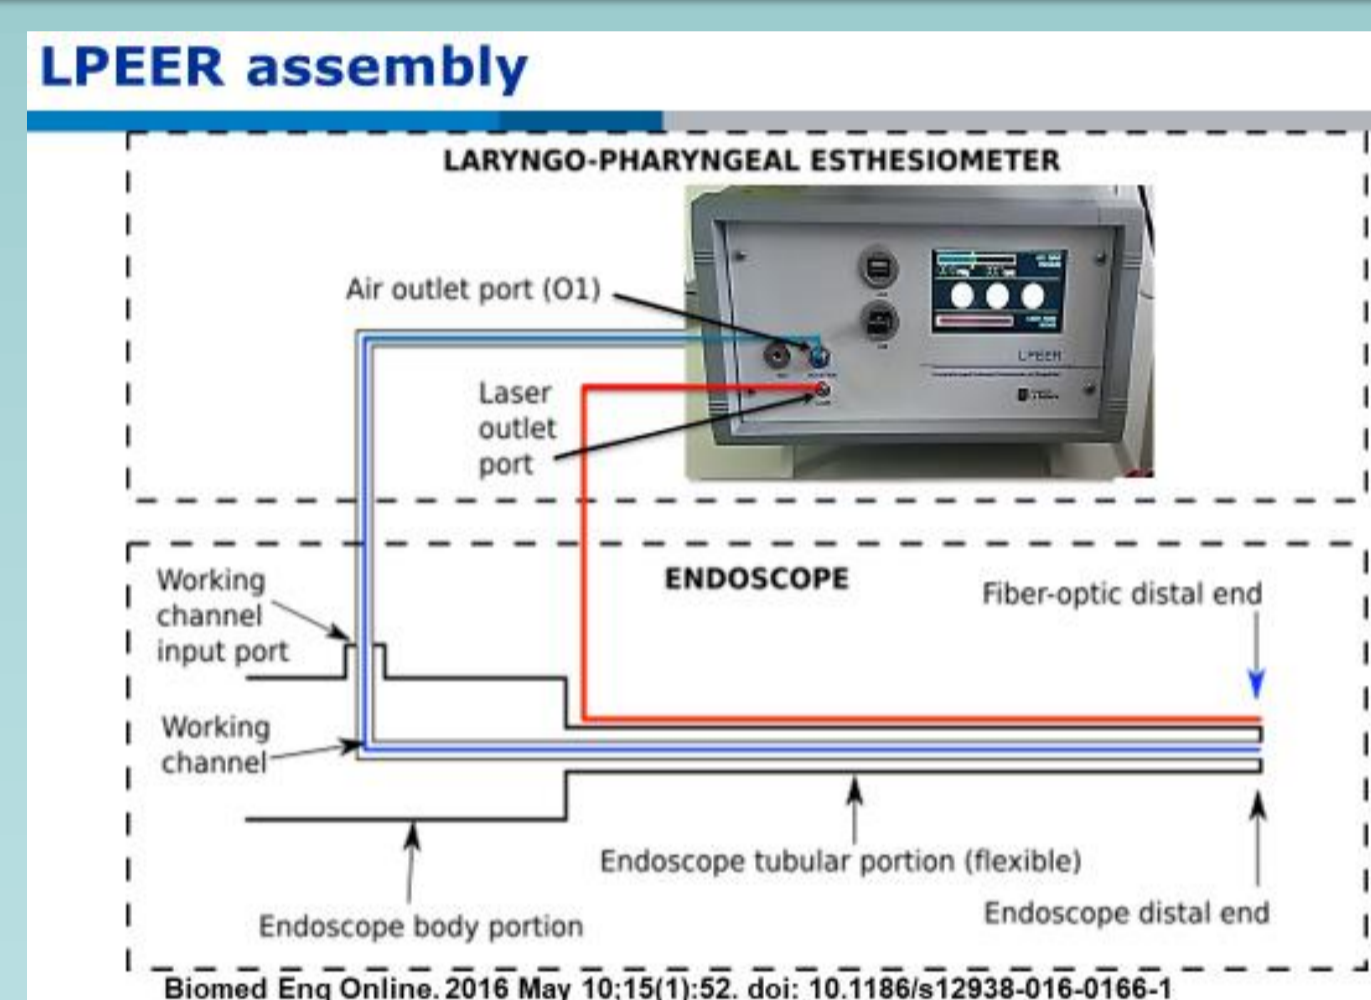 LPEER assembly
LARYNGO-PHARYNGEAL ESTHESIOMETER
Air outlet port (O1)
LPEER
Laser
outlet
port
Working
channel
input port
ENDOSCOPE
Fiber-optic distal end
Working
channel
Endoscope tubular portion (flexible)
Endoscope distal end
Endoscope body portion
Biomed Eng Online. 2016 May 10;15(1):52. doi: 10.1186/s12938-016-0166-1